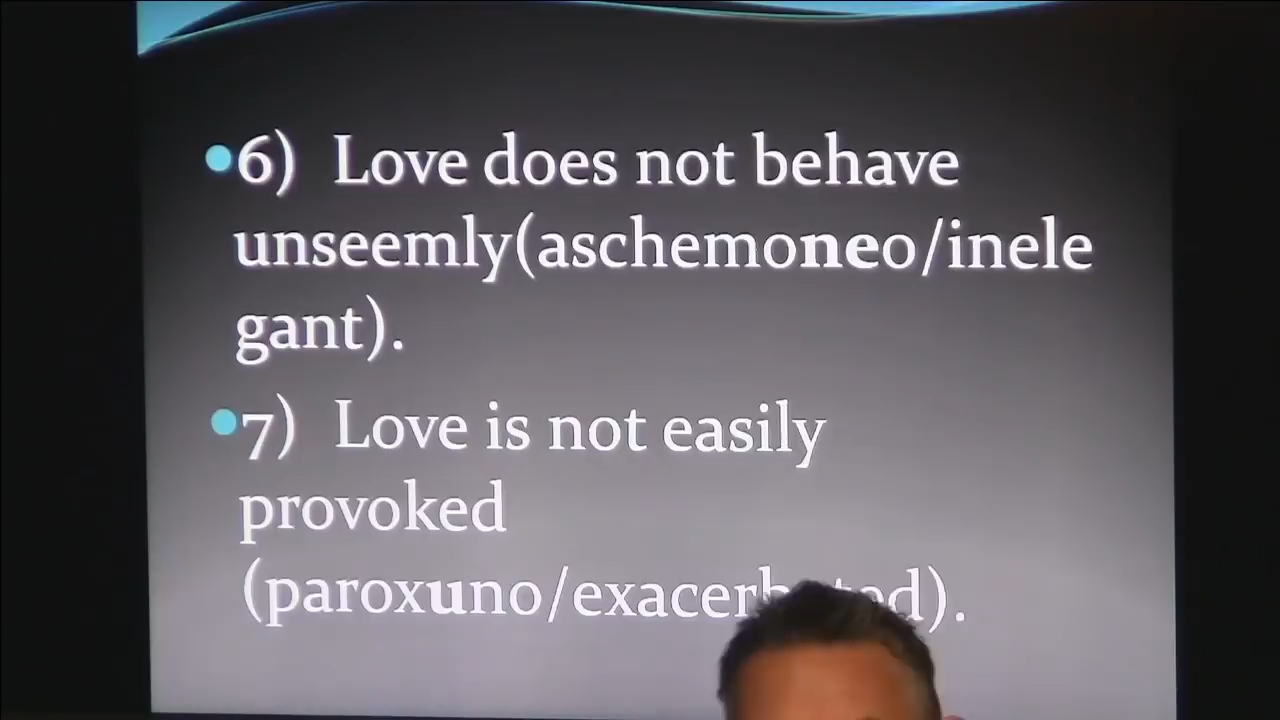 •6) Love does not behave
unseemly(aschemoneo/inele
gant).
•7) Love is not easily
provoked
(paroxuno/